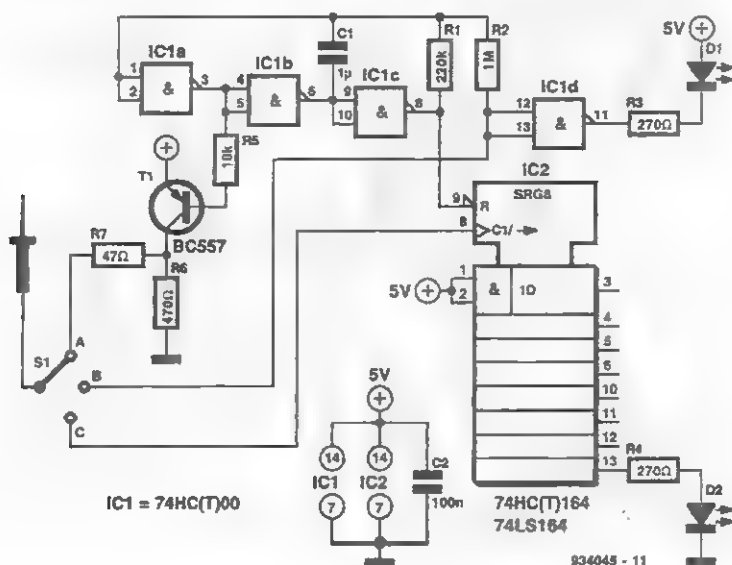 IC1a
1
2
&
3
IC1b
4
5
&
6
C1
1µ
IC1c
9
10
&
8
R1
220k
R2
1M
IC1d
12
13
&
11
R3
270Ω
5V
D1
R5
10k
T1
BC557
R7
47Ω
R6
470Ω
S1
A
B
C
IC2
SRG8
9
R
8
C1/→
5V
1
2
&
1D
3
4
5
6
10
11
12
13
R4
270Ω
D2
5V
14
14
IC1
IC2
7
7
C2
100n
IC1 = 74HC(T)00
74HC(T)164
74LS164
934045 - 11